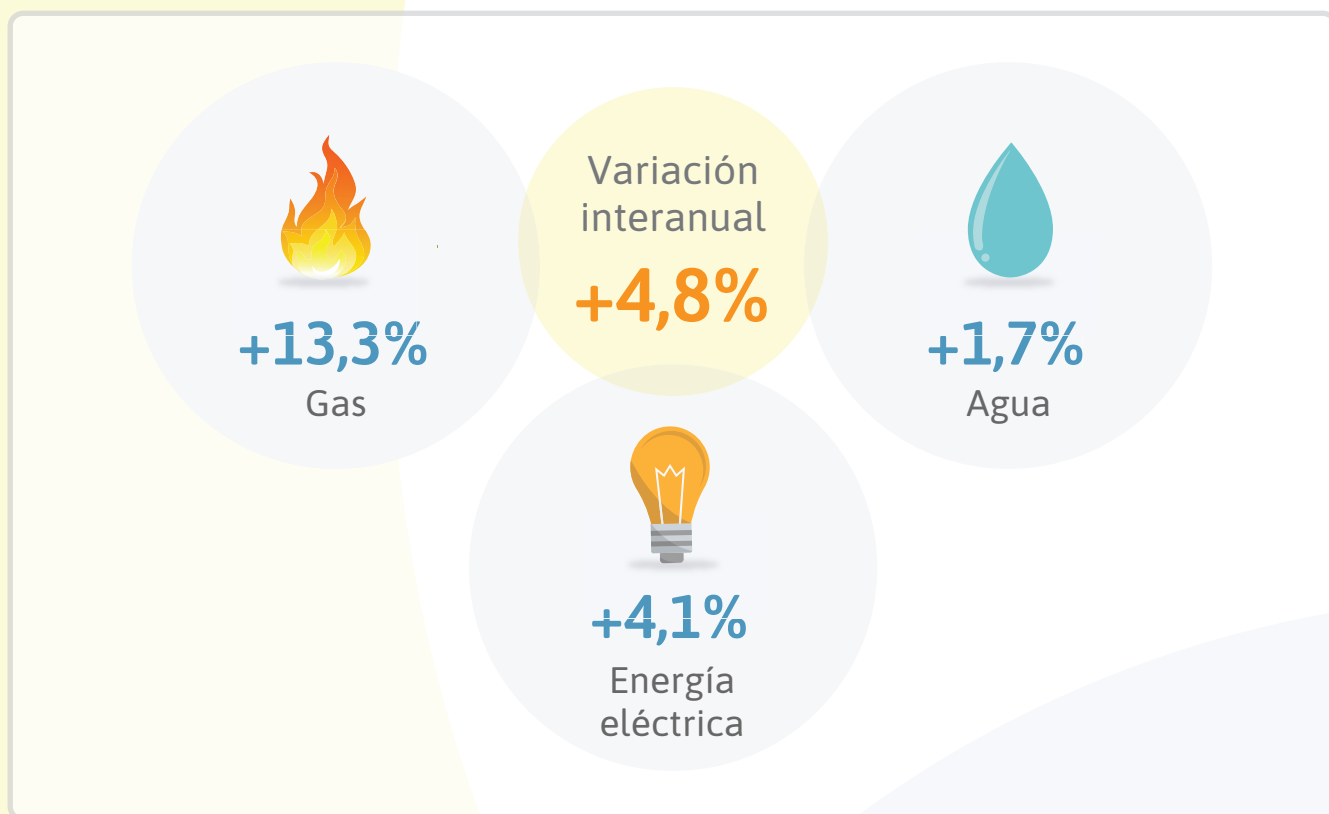 Variación
interanual
+4,8%
+13,3%
Gas
+1,7%
Agua
+4,1%
Energía
eléctrica